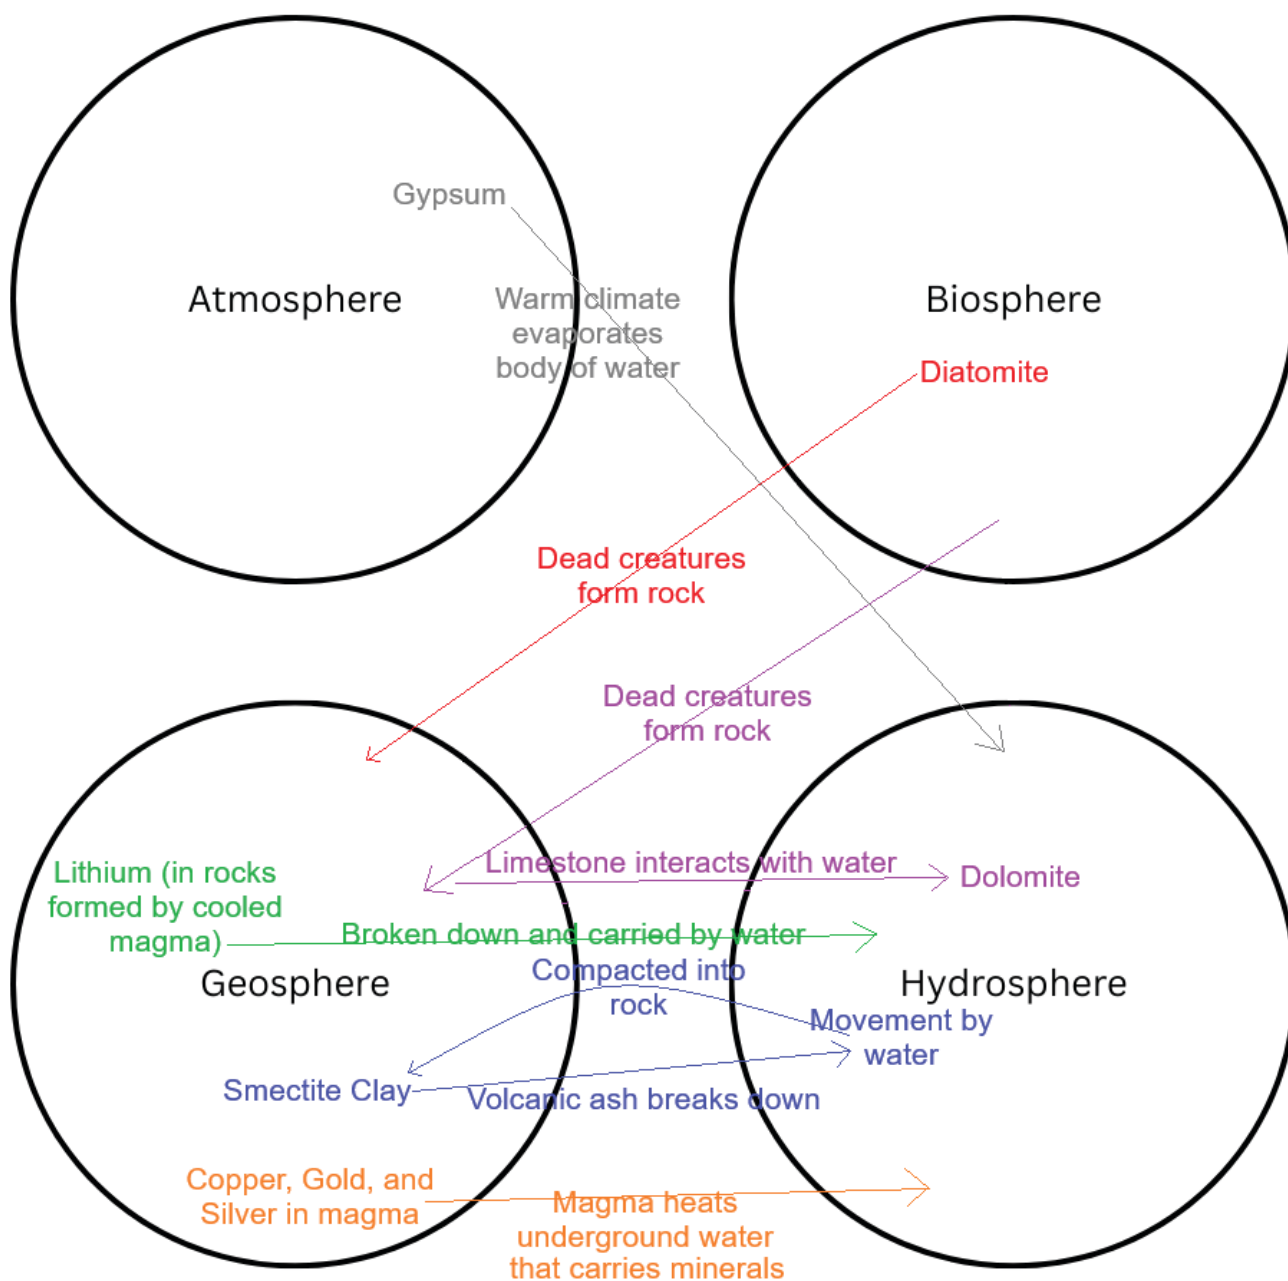 Gypsum
Atmosphere
Warm climate
evaporates
body of water
Biosphere
Diatomite
Dead creatures
form rock
Dead creatures
form rock
Limestone interacts with water
Dolomite
Lithium (in rocks
formed by cooled
magma)
Broken down and carried by water
Geosphere
Compacted into
rock
Hydrosphere
Movement by
water
Smectite Clay
Volcanic ash breaks down
Copper, Gold, and
Silver in magma
Magma heats
underground water
that carries minerals